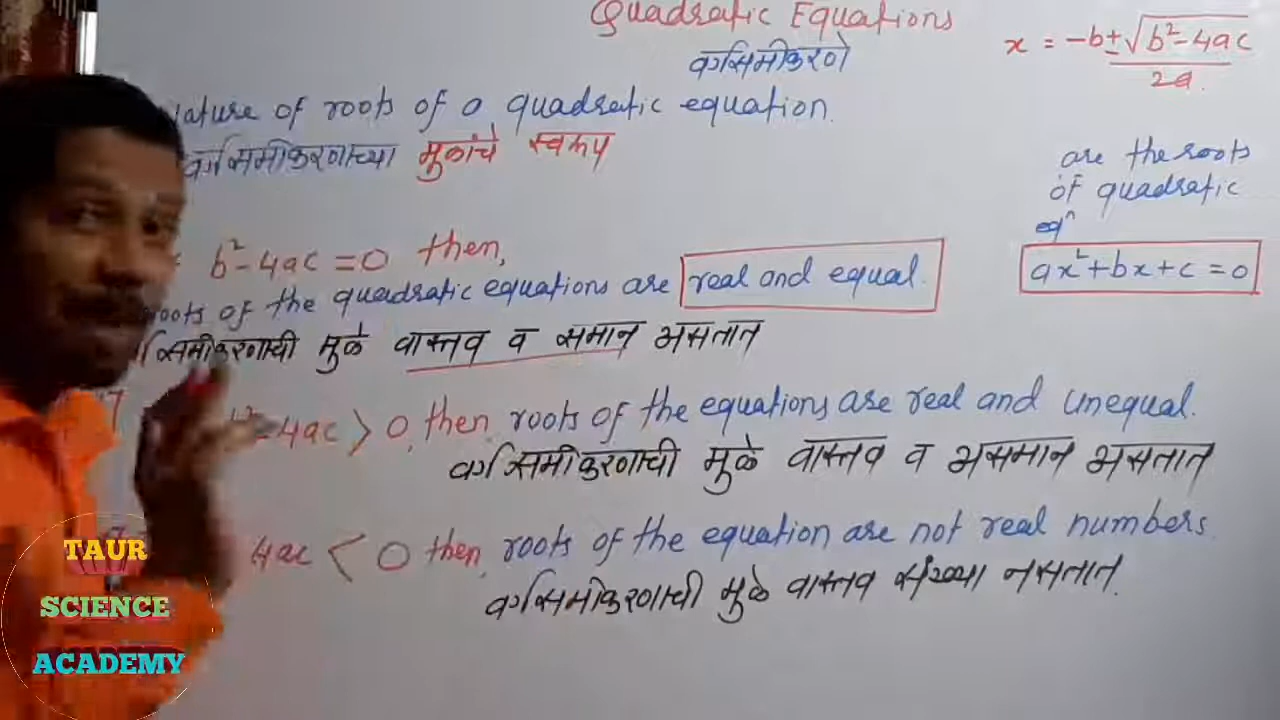 Quadratic Equations
वर्गसमीकरणे
x = -b ± √b²-4ac
2a
nature of roots of a quadratic equation.
वर्गसमीकरणाच्या मुळांचे स्वरूप
are the roots
of quadratic
eqⁿ
ax²+bx+c=0
b²-4ac=0 then,
roots of the quadratic equations are real and equal.
समीकरणाची मुळे वास्तव व समान असतात
b²-4ac > 0, then, roots of the equations are real and unequal.
वर्गसमीकरणाची मुळे वास्तव व असमान असतात
4ac < 0 then, roots of the equation are not real numbers.
वर्गसमीकरणाची मुळे वास्तव संख्या नसतात.
TAUR
SCIENCE
ACADEMY